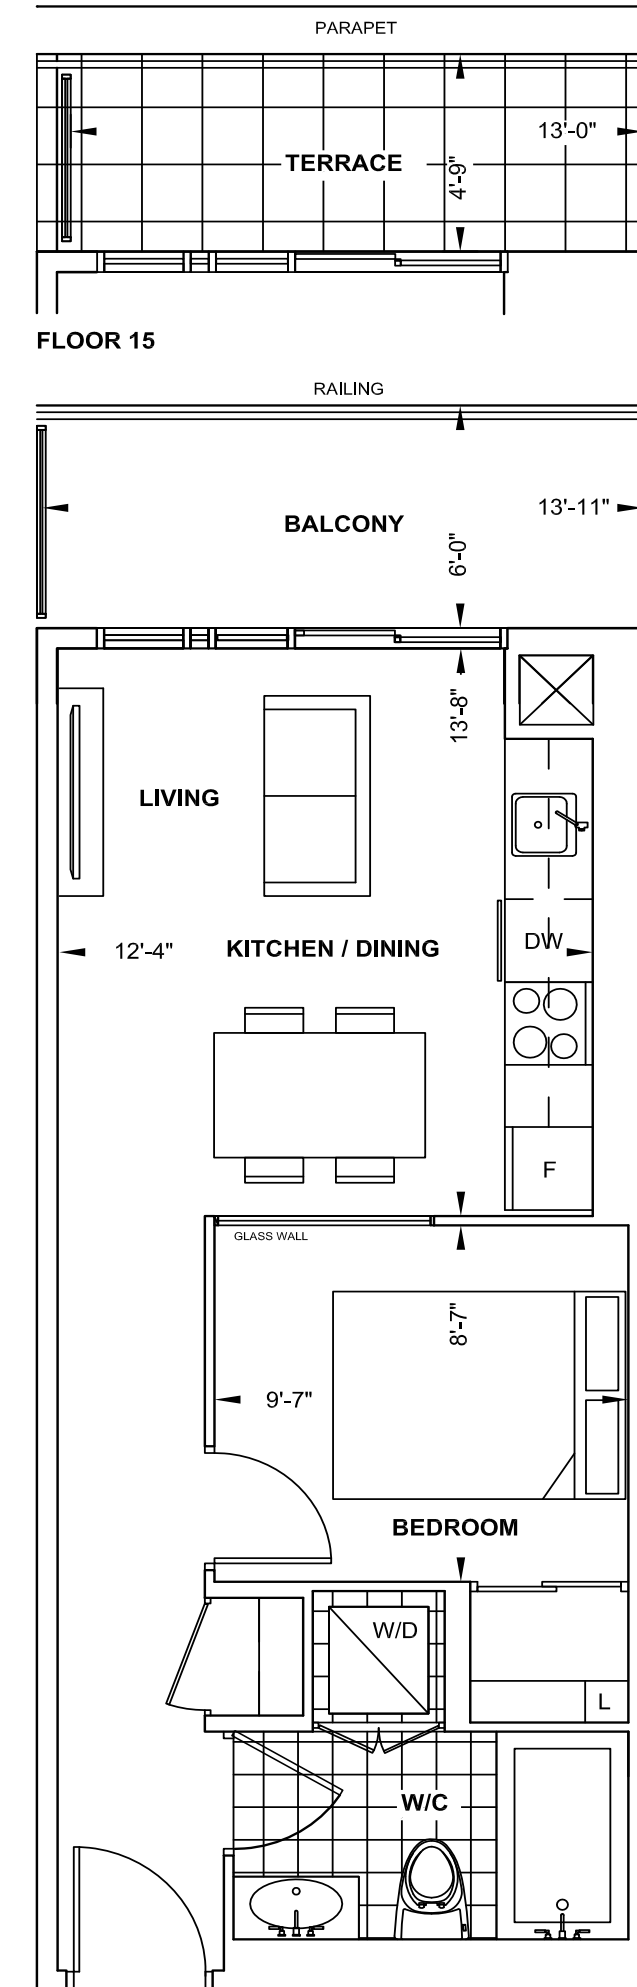 PARAPET
13'-0"
TERRACE
4'-9"
FLOOR 15
RAILING
13'-11"
BALCONY
6'-0"
13'-8"
LIVING
12'-4"
KITCHEN / DINING
DW
F
GLASS WALL
8'-7"
9'-7"
BEDROOM
W/D
L
W/C